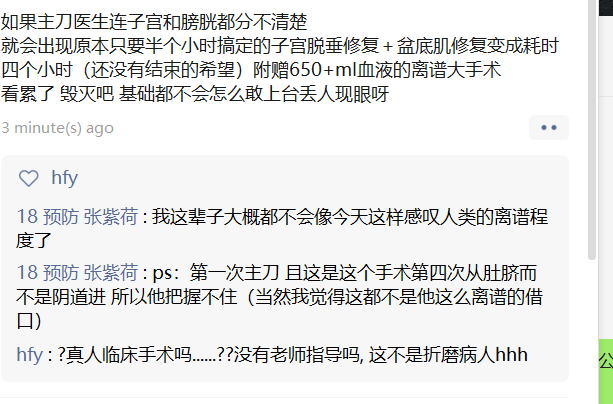 如果主刀医生连子宫和膀胱都分不清楚
就会出现原本只要半个小时搞定的子宫脱垂修复+盆底肌修复变成耗时
四个小时（还没有结束的希望）附赠650+ml血液的离谱大手术
看累了 毁灭吧 基础都不会怎么敢上台丢人现眼呀
3 minute(s) ago
hfy
18 预防 张紫荷 : 我这辈子大概都不会像今天这样感叹人类的离谱程
度了
18 预防 张紫荷 : ps：第一次主刀 且这是这个手术第四次从肚脐而
不是阴道进 所以他把握不住（当然我觉得这都不是他这么离谱的借
口）
hfy : ?真人临床手术吗......??没有老师指导吗, 这不是折磨病人hhh
公